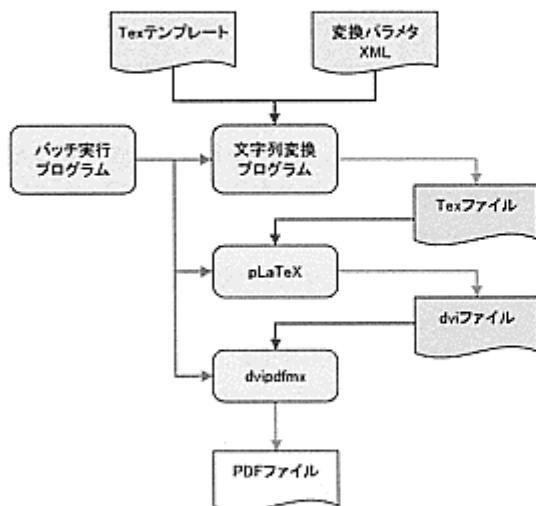 Texテンプレート
変換パラメタ
XML
バッチ実行
プログラム
文字列変換
プログラム
Texファイル
pLaTeX
dviファイル
dvipdfmx
PDFファイル